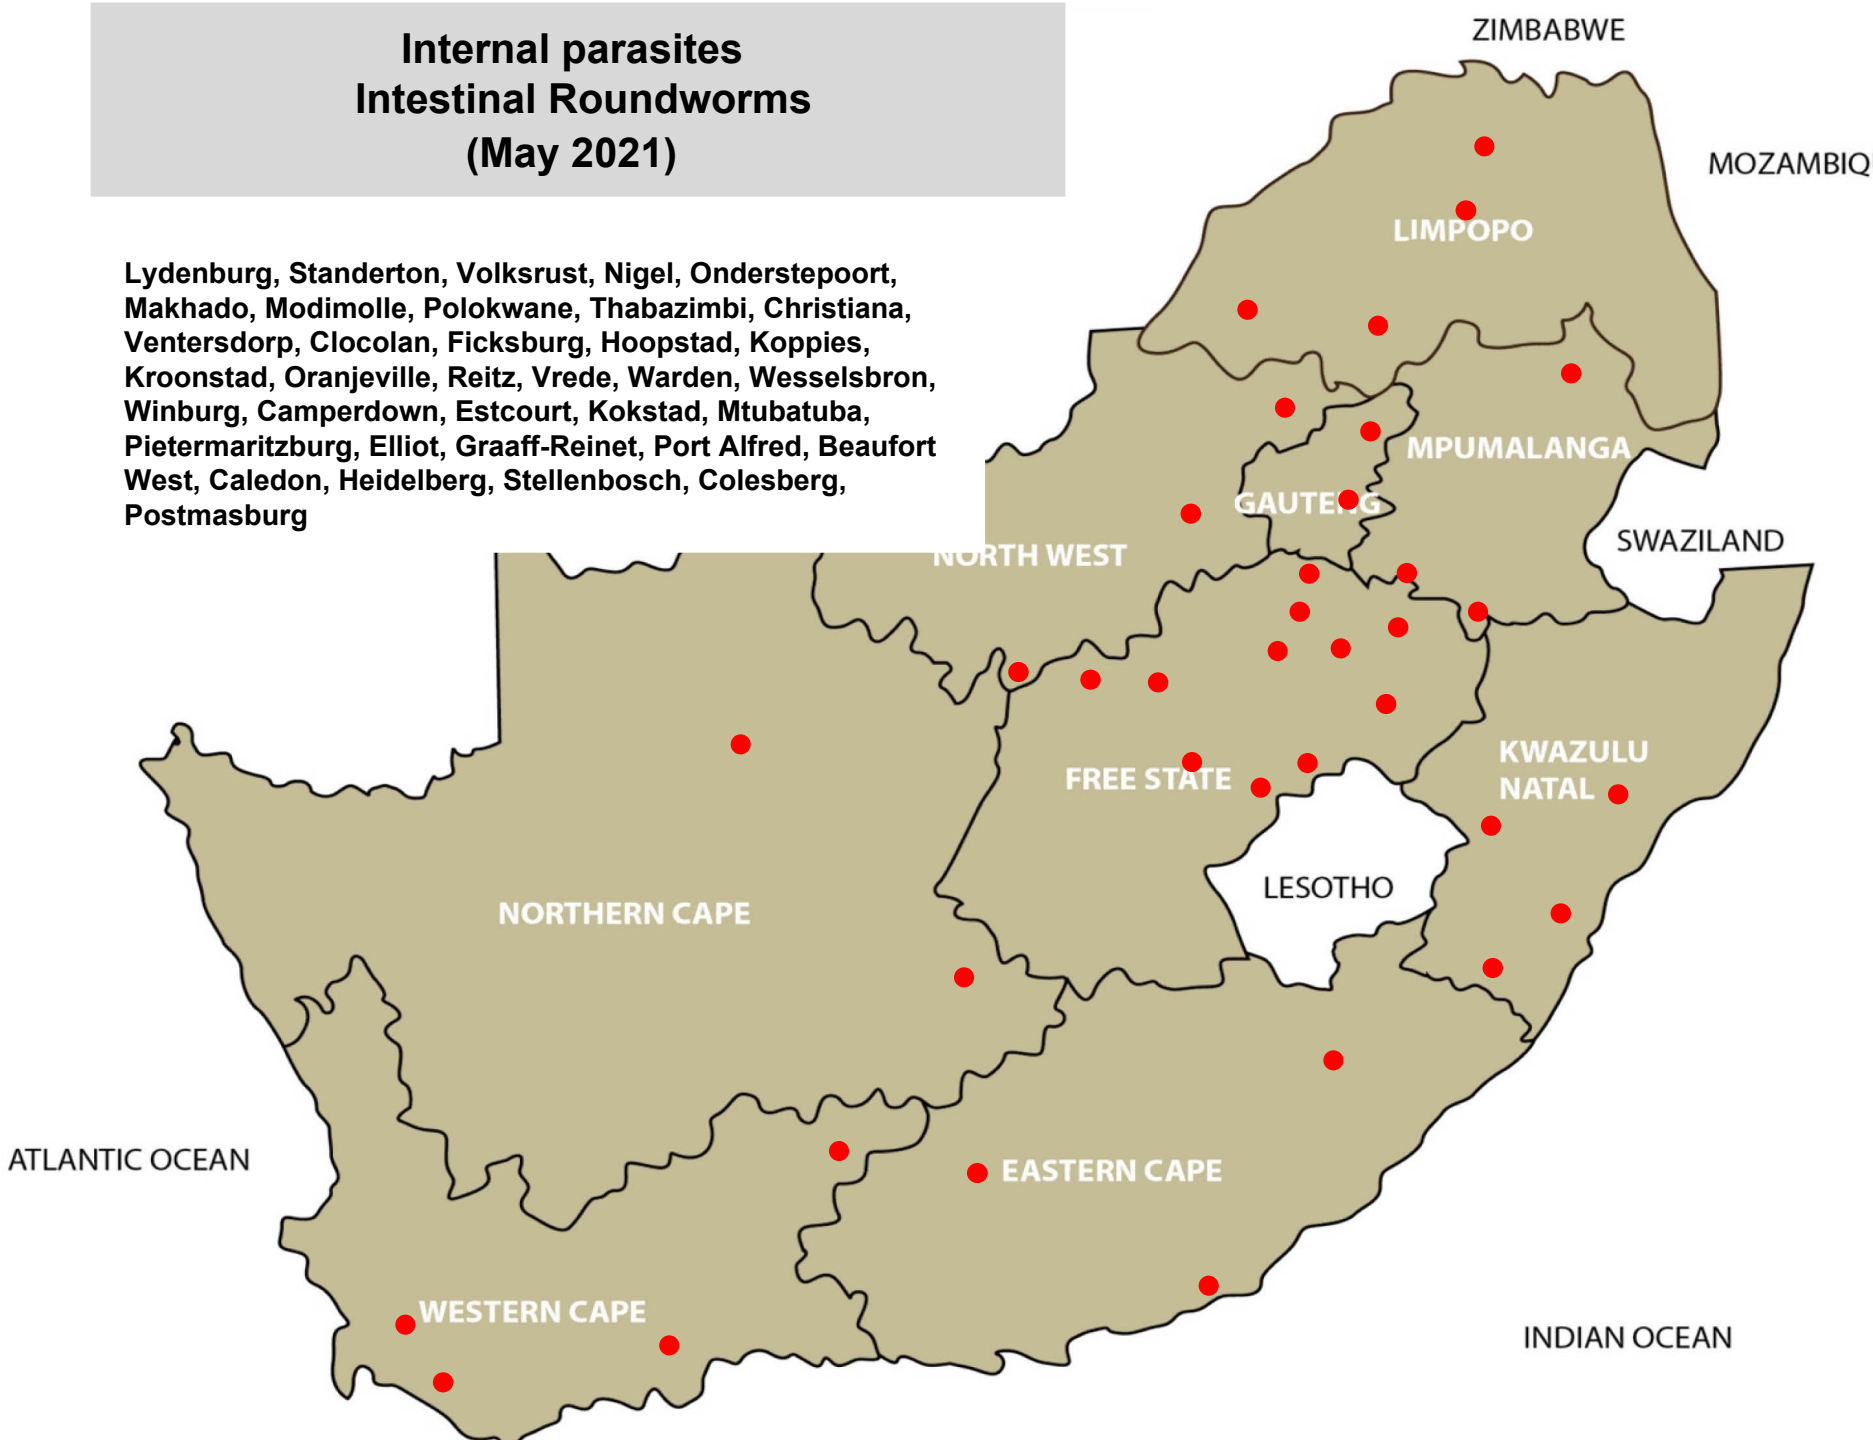 Internal parasites
Intestinal Roundworms
(May 2021)
Lydenburg, Standerton, Volksrust, Nigel, Onderstepoort,
Makhado, Modimolle, Polokwane, Thabazimbi, Christiana,
Ventersdorp, Clocolan, Ficksburg, Hoopstad, Koppies,
Kroonstad, Oranjeville, Reitz, Vrede, Warden, Wesselsbron,
Winburg, Camperdown, Estcourt, Kokstad, Mtubatuba,
Pietermaritzburg, Elliot, Graaff-Reinet, Port Alfred, Beaufort
West, Caledon, Heidelberg, Stellenbosch, Colesberg,
Postmasburg
ZIMBABWE
MOZAMBIQ
LIMPOPO
MPUMALANGA
GAUTENG
SWAZILAND
NORTH WEST
KWAZULU
NATAL
FREE STATE
LESOTHO
NORTHERN CAPE
ATLANTIC OCEAN
EASTERN CAPE
WESTERN CAPE
INDIAN OCEAN